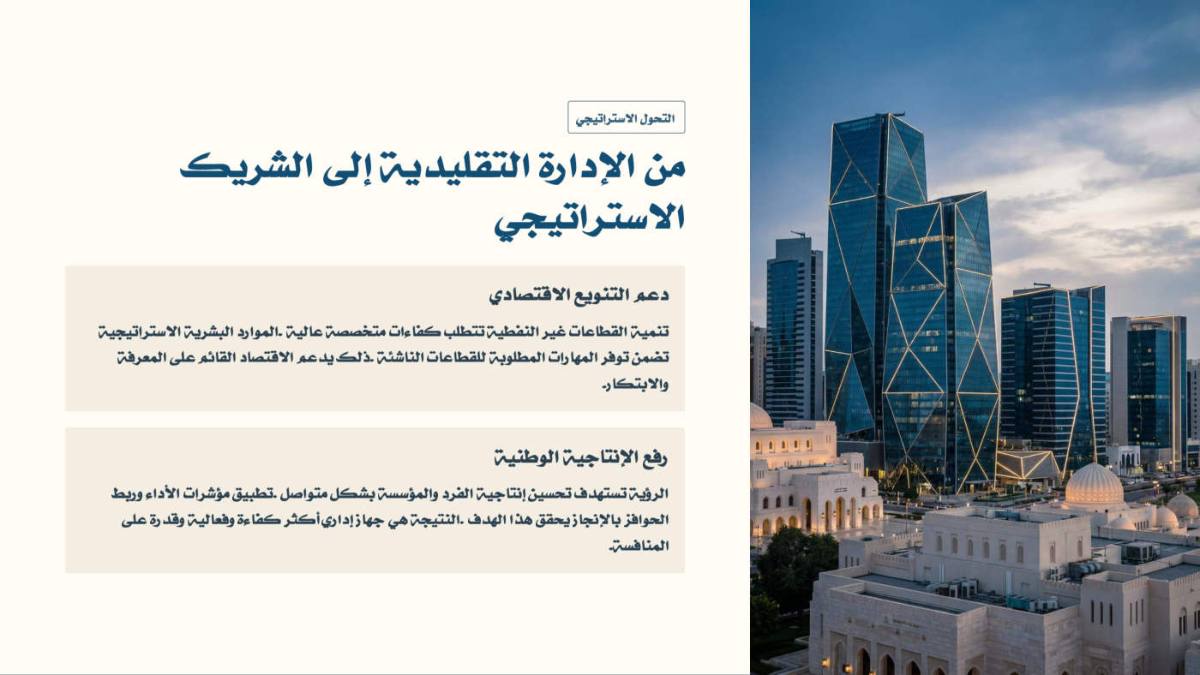 التحول الاستراتيجي
من الإدارة التقليدية إلى الشريك
الاستراتيجي
دعم التنويع الاقتصادي
تنمية القطاعات غير النفطية تتطلب كفاءات متخصصة عالية .الموارد البشرية الاستراتيجية
تضمن توفر المهارات المطلوبة للقطاعات الناشئة .ذلك يدعم الاقتصاد القائم على المعرفة
والابتكار.
رفع الإنتاجية الوطنية
الرؤية تستهدف تحسين إنتاجية الفرد والمؤسسة بشكل متواصل .تطبيق مؤشرات الأداء وربط
الحوافز بالإنجاز يحقق هذا الهدف .النتيجة هي جهاز إداري أكثر كفاءة وفعالية وقدرة على
المنافسة.